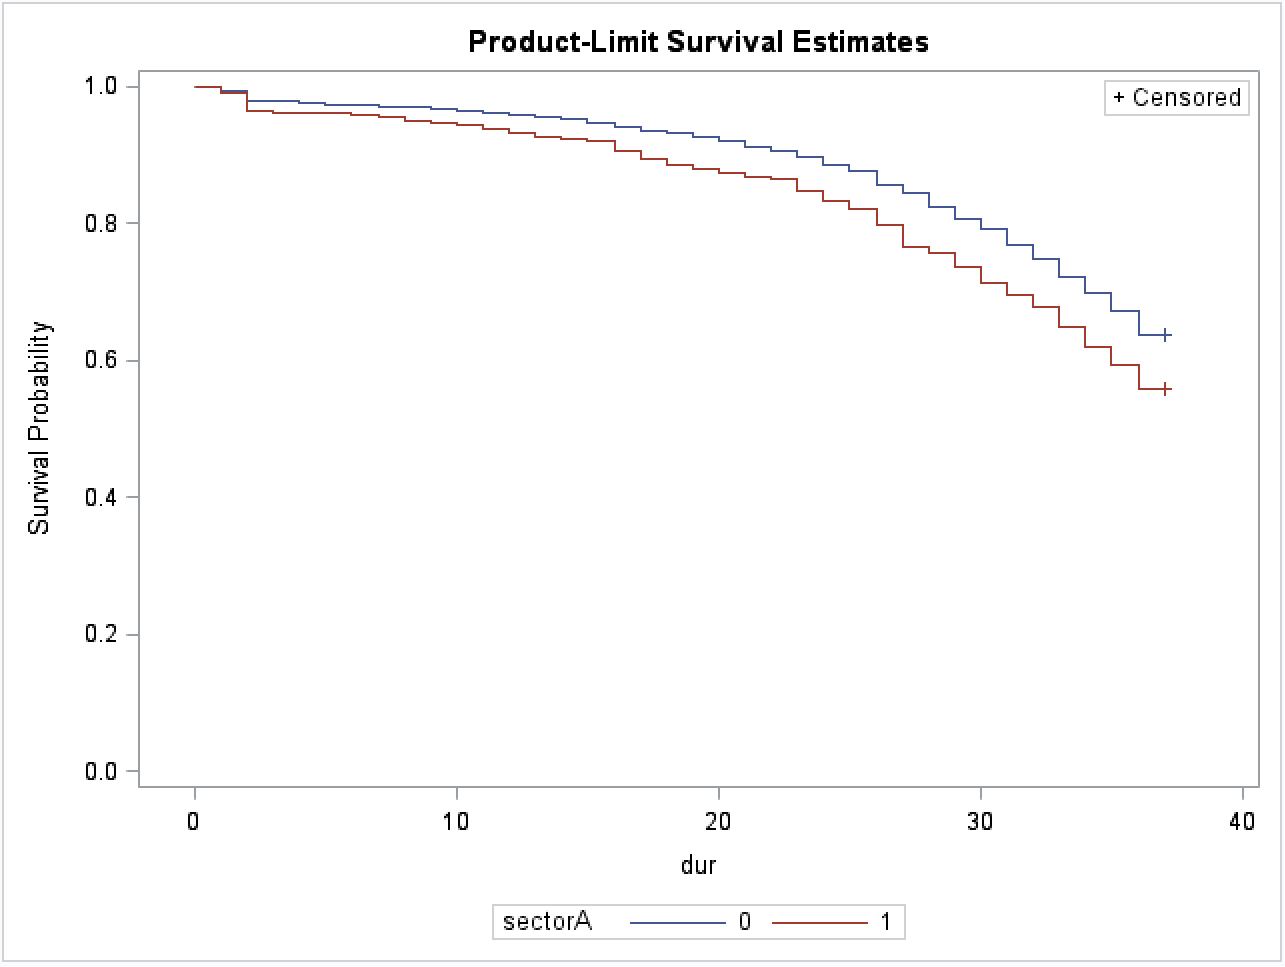 Product-Limit Survival Estimates
+ Censored
Survival Probability
1.0
0.8
0.6
0.4
0.2
0.0
0 10 20 30 40
dur
sectorA 0 1